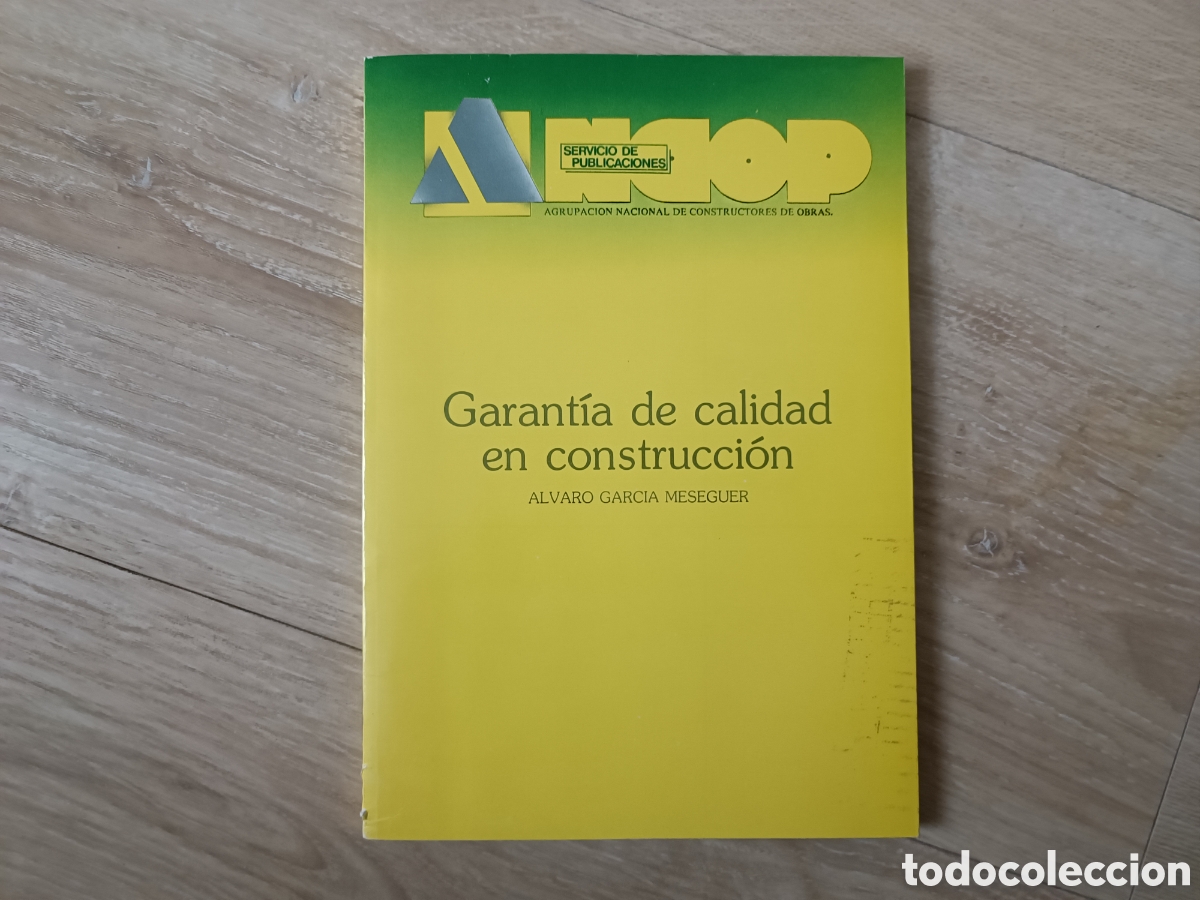 ANCOP
SERVICIO DE
PUBLICACIONES
AGRUPACION NACIONAL DE CONSTRUCTORES DE OBRAS.
Garantía de calidad
en construcción
ALVARO GARCIA MESEGUER
todocoleccion